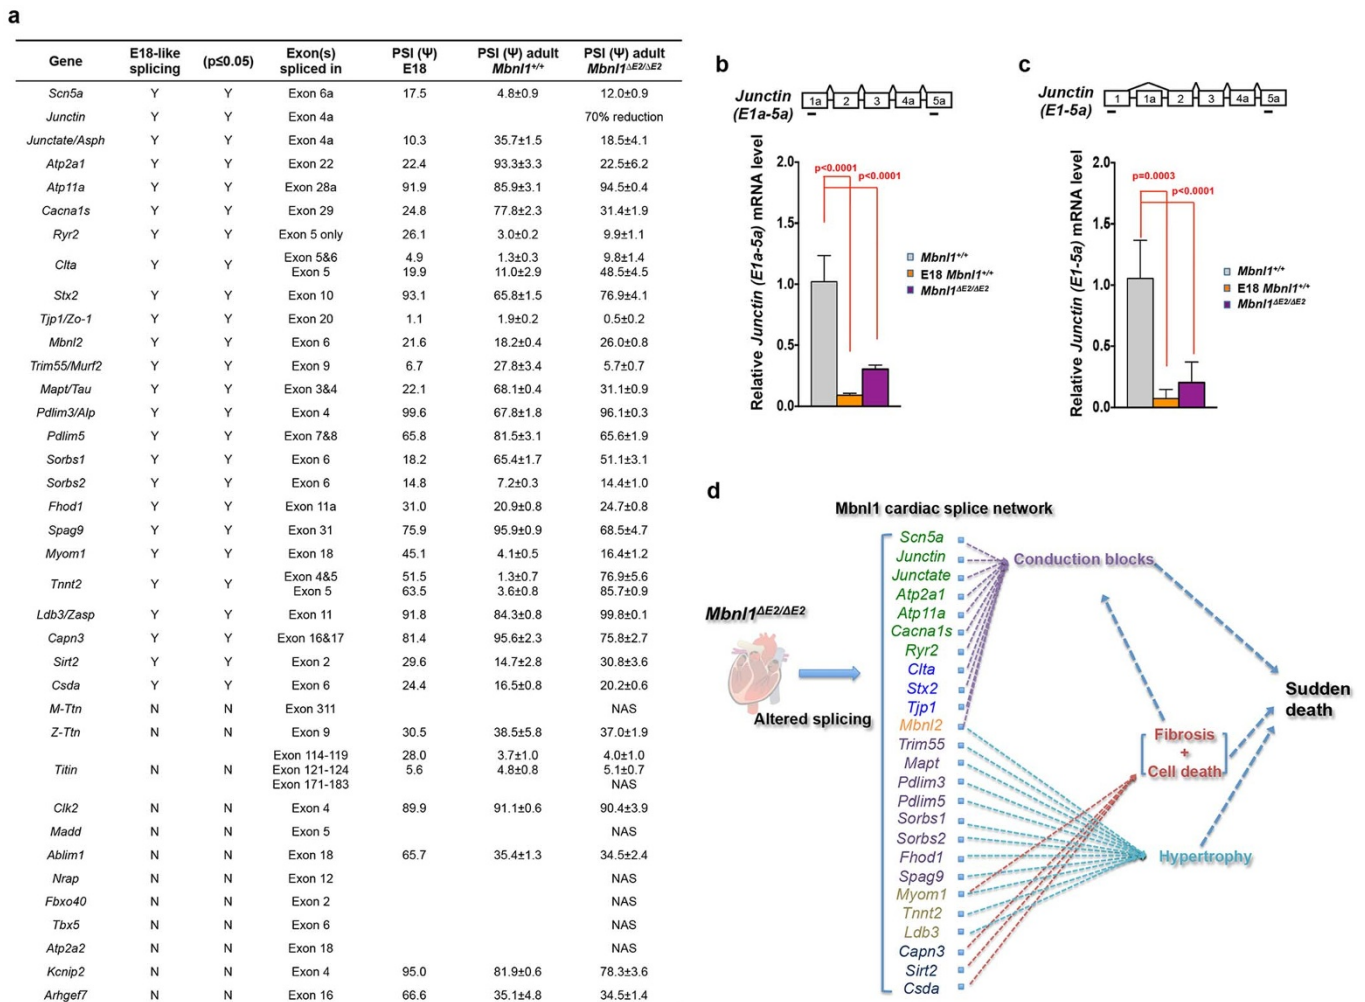 a
Gene E18-like splicing (p≤0.05) Exon(s) spliced in PSI (Ψ) E18 PSI (Ψ) adult Mbnl1+/+ PSI (Ψ) adult Mbnl1ΔE2/ΔE2
Scn5a Y Y Exon 6a 17.5 4.8±0.9 12.0±0.9
Junctin Y Y Exon 4a 70% reduction
Junctate/Asph Y Y Exon 4a 10.3 35.7±1.5 18.5±4.1
Atp2a1 Y Y Exon 22 22.4 93.3±3.3 22.5±6.2
Atp11a Y Y Exon 28a 91.9 85.9±3.1 94.5±0.4
Cacna1s Y Y Exon 29 24.8 77.8±2.3 31.4±1.9
Ryr2 Y Y Exon 5 only 26.1 3.0±0.2 9.9±1.1
Clta Y Y Exon 5&6 4.9 1.3±0.3 9.8±1.4
Exon 5 19.9 11.0±2.9 48.5±4.5
Stx2 Y Y Exon 10 93.1 65.8±1.5 76.9±4.1
Tjp1/Zo-1 Y Y Exon 20 1.1 1.9±0.2 0.5±0.2
Mbnl2 Y Y Exon 6 21.6 18.2±0.4 26.0±0.8
Trim55/Murf2 Y Y Exon 9 6.7 27.8±3.4 5.7±0.7
Mapt/Tau Y Y Exon 3&4 22.1 68.1±0.4 31.1±0.9
Pdlim3/Alp Y Y Exon 4 99.6 67.8±1.8 96.1±0.3
Pdlim5 Y Y Exon 7&8 65.8 81.5±3.1 65.6±1.9
Sorbs1 Y Y Exon 6 18.2 65.4±1.7 51.1±3.1
Sorbs2 Y Y Exon 6 14.8 7.2±0.3 14.4±1.0
Fhod1 Y Y Exon 11a 31.0 20.9±0.8 24.7±0.8
Spag9 Y Y Exon 31 75.9 95.9±0.9 68.5±4.7
Myom1 Y Y Exon 18 45.1 4.1±0.5 16.4±1.2
Tnnt2 Y Y Exon 4&5 51.5 1.3±0.7 76.9±5.6
Exon 5 63.5 3.6±0.8 85.7±0.9
Ldb3/Zasp Y Y Exon 11 91.8 84.3±0.8 99.8±0.1
Capn3 Y Y Exon 16&17 81.4 95.6±2.3 75.8±2.7
Sirt2 Y Y Exon 2 29.6 14.7±2.8 30.8±3.6
Csda Y Y Exon 6 24.4 16.5±0.8 20.2±0.6
M-Ttn N N Exon 311 NAS
Z-Ttn N N Exon 9 30.5 38.5±5.8 37.0±1.9
Titin N N Exon 114-119 28.0 3.7±1.0 4.0±1.0
Exon 121-124 5.6 4.8±0.8 5.1±0.7
Exon 171-183 NAS
Clk2 N N Exon 4 89.9 91.1±0.6 90.4±3.9
Madd N N Exon 5 NAS
Ablim1 N N Exon 18 65.7 35.4±1.3 34.5±2.4
Nrap N N Exon 12 NAS
Fbxo40 N N Exon 2 NAS
Tbx5 N N Exon 6 NAS
Atp2a2 N N Exon 18 NAS
Kcnip2 N N Exon 4 95.0 81.9±0.6 78.3±3.6
Arhgef7 N N Exon 16 66.6 35.1±4.8 34.5±1.4
b
Junctin (E1a-5a)
1a 2 3 4a 5a
Relative Junctin (E1a-5a) mRNA level
2.0
1.5
1.0
0.5
0.0
p<0.0001
p<0.0001
Mbnl1+/+
E18 Mbnl1+/+
Mbnl1ΔE2/ΔE2
c
Junctin (E1-5a)
1 1a 2 3 4a 5a
Relative Junctin (E1-5a) mRNA level
2.0
1.5
1.0
0.5
0.0
p=0.0003
p<0.0001
Mbnl1+/+
E18 Mbnl1+/+
Mbnl1ΔE2/ΔE2
d
Mbnl1 cardiac splice network
Mbnl1ΔE2/ΔE2
Altered splicing
Scn5a
Junctin
Junctate
Atp2a1
Atp11a
Cacna1s
Ryr2
Clta
Stx2
Tjp1
Mbnl2
Trim55
Mapt
Pdlim3
Pdlim5
Sorbs1
Sorbs2
Fhod1
Spag9
Myom1
Tnnt2
Ldb3
Capn3
Sirt2
Csda
Conduction blocks
Fibrosis
+
Cell death
Hypertrophy
Sudden
death